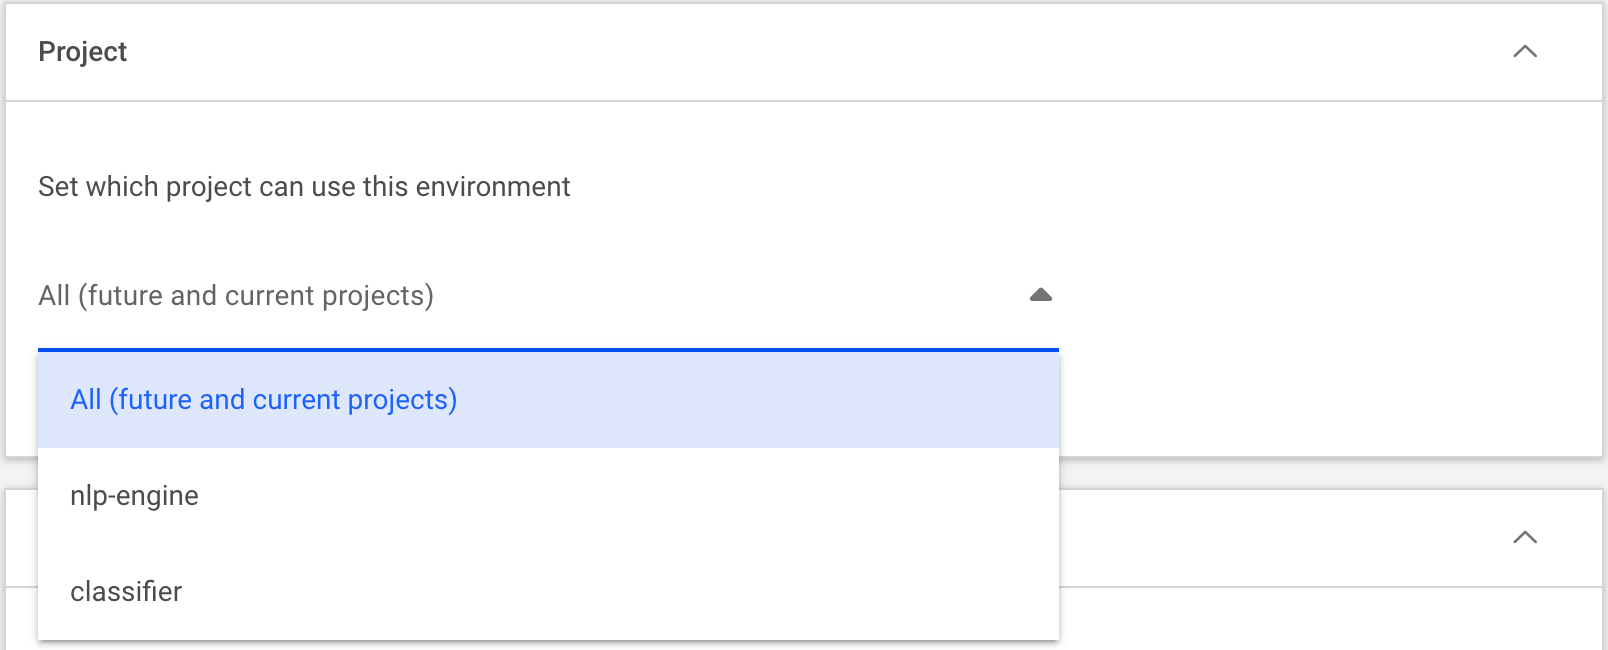 Project
Set which project can use this environment
All (future and current projects)
All (future and current projects)
nlp-engine
classifier